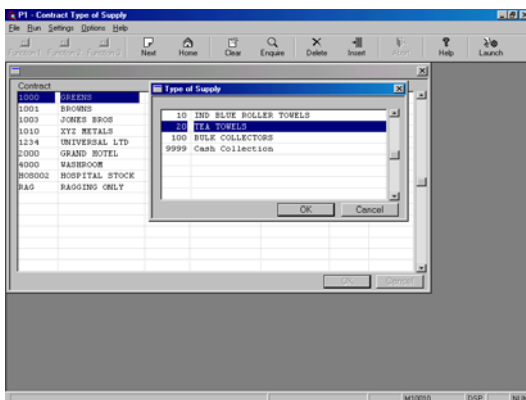 P1 - Contract Type of Supply
File Run Settings Options Help
Function 1 Function 2 Function 3 Next Home Clear Enquire Delete Insert Abort Help Launch
Contract
1000 GREENS
1001 BROWNS
1003 JONES BROS
1010 XYZ METALS
1234 UNIVERSAL LTD
2000 GRAND HOTEL
4000 WASHROOM
HOS002 HOSPITAL STOCK
RAG RAGGING ONLY
Type of Supply
10 IND BLUE ROLLER TOWELS
20 TEA TOWELS
100 BULK COLLECTORS
9999 Cash Collection
OK Cancel
OK Cancel
M10010 DSP NUM